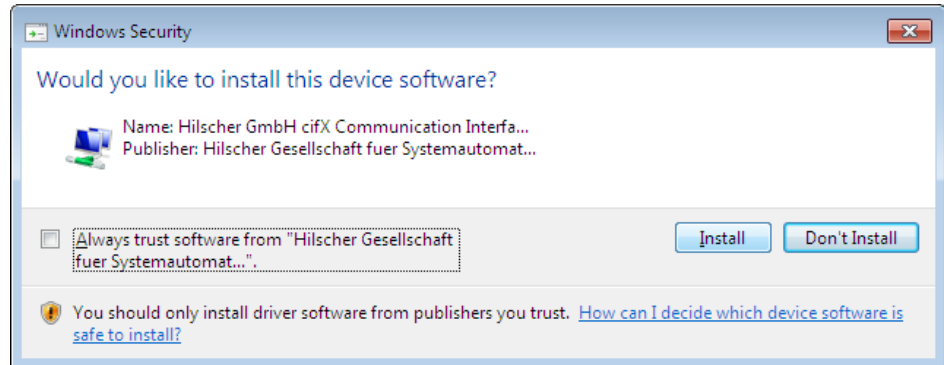 Windows Security
Would you like to install this device software?
Name: Hilscher GmbH cifX Communication Interfa...
Publisher: Hilscher Gesellschaft fuer Systemautomat...
Always trust software from "Hilscher Gesellschaft
fuer Systemautomat...".
Install
Don't Install
You should only install driver software from publishers you trust. How can I decide which device software is
safe to install?